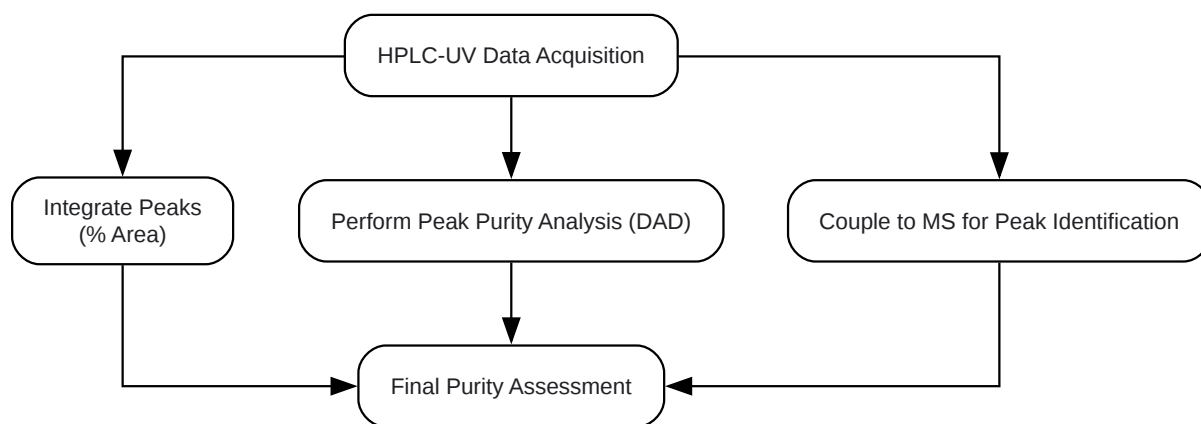 HPLC-UV Data Acquisition
Integrate Peaks
(% Area)
Perform Peak Purity Analysis (DAD)
Couple to MS for Peak Identification
Final Purity Assessment